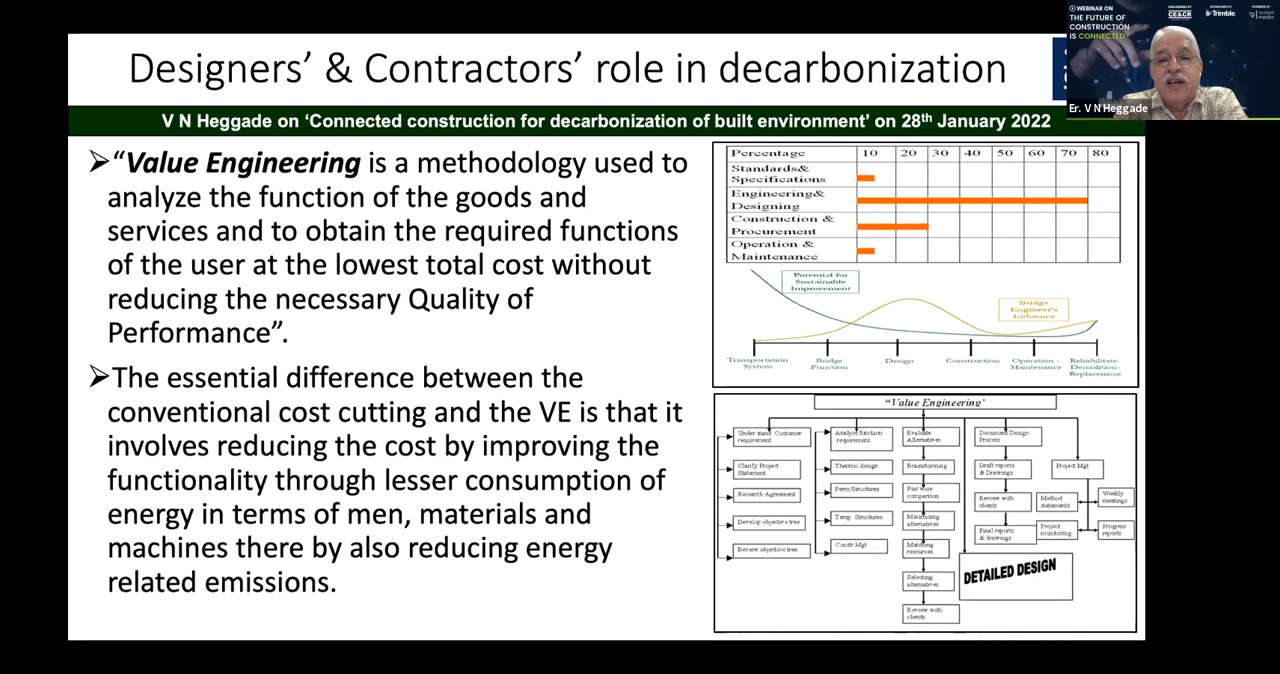 Designers’ & Contractors’ role in decarbonization
V N Heggade on ‘Connected construction for decarbonization of built environment’ on 28th January 2022
➢“Value Engineering is a methodology used to
analyze the function of the goods and
services and to obtain the required functions
of the user at the lowest total cost without
reducing the necessary Quality of
Performance”.
➢The essential difference between the
conventional cost cutting and the VE is that it
involves reducing the cost by improving the
functionality through lesser consumption of
energy in terms of men, materials and
machines there by also reducing energy
related emissions.
Percentage 10 20 30 40 50 60 70 80
Standards&
Specifications
Engineering&
Designing
Construction &
Procurement
Operation &
Maintenance
Potential for
Sustainable
Improvement
Bridge
Engineer's
Influence
Transportation
System
Bridge
Function
Design
Construction
Operation -
Maintenance
Rehabilitate-
Demolition-
Replacement
“Value Engineering’
Under stand Customer
requirement
Clarify Project
Statement
Research Agreement
Develop objective tree
Review objective tree
Analyse function
requirement
Thermic design
Perm Structures
Temp. Structures
Constr.Mgt
Evaluate
Alternatives
Brainstorming
Pair wise
comparison
alternatives
Matching
resources
Selecting
alternatives
Review with
clients
Document Design
Process
Draft reports
& Drawings
Review with
clients
Final reports
& drawings
Project Mgt
Method
statements
Project
monitoring
Weekly
meetings
Progress
reports
DETAILED DESIGN
WEBINAR ON
THE FUTURE OF
CONSTRUCTION
IS CONNECTED
ORGANISED BY
CE&CR
SPONSORED BY
Trimble.
POWERED BY
media
Er. V N Heggade